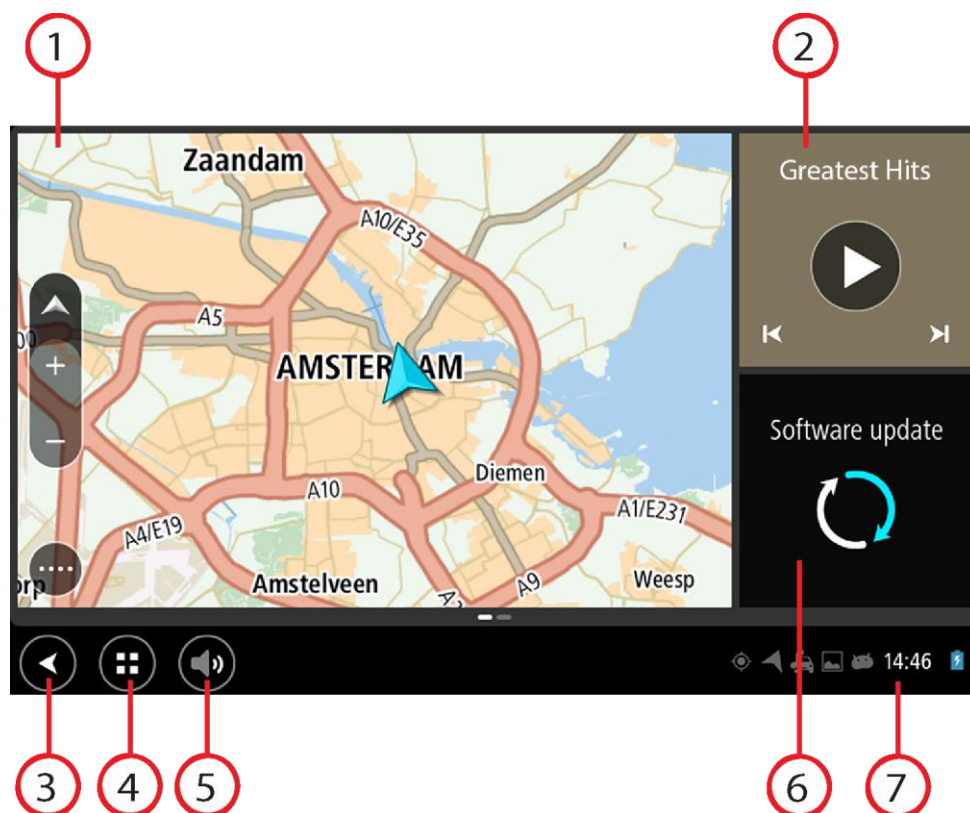 1
2
Zaandam
Greatest Hits
A10/E35
A5
AMSTERDAM
Software update
Diemen
A10
A1/E231
A4/E19
Amstelveen
A9
Weesp
14:46
3
4
5
6
7